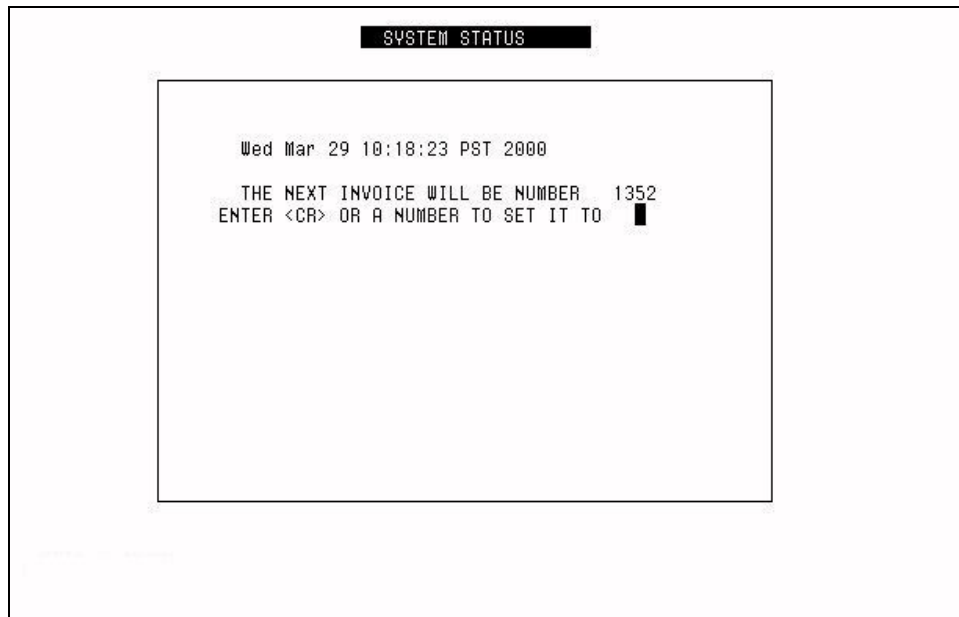 SYSTEM STATUS
Wed Mar 29 10:18:23 PST 2000
THE NEXT INVOICE WILL BE NUMBER 1352
ENTER <CR> OR A NUMBER TO SET IT TO